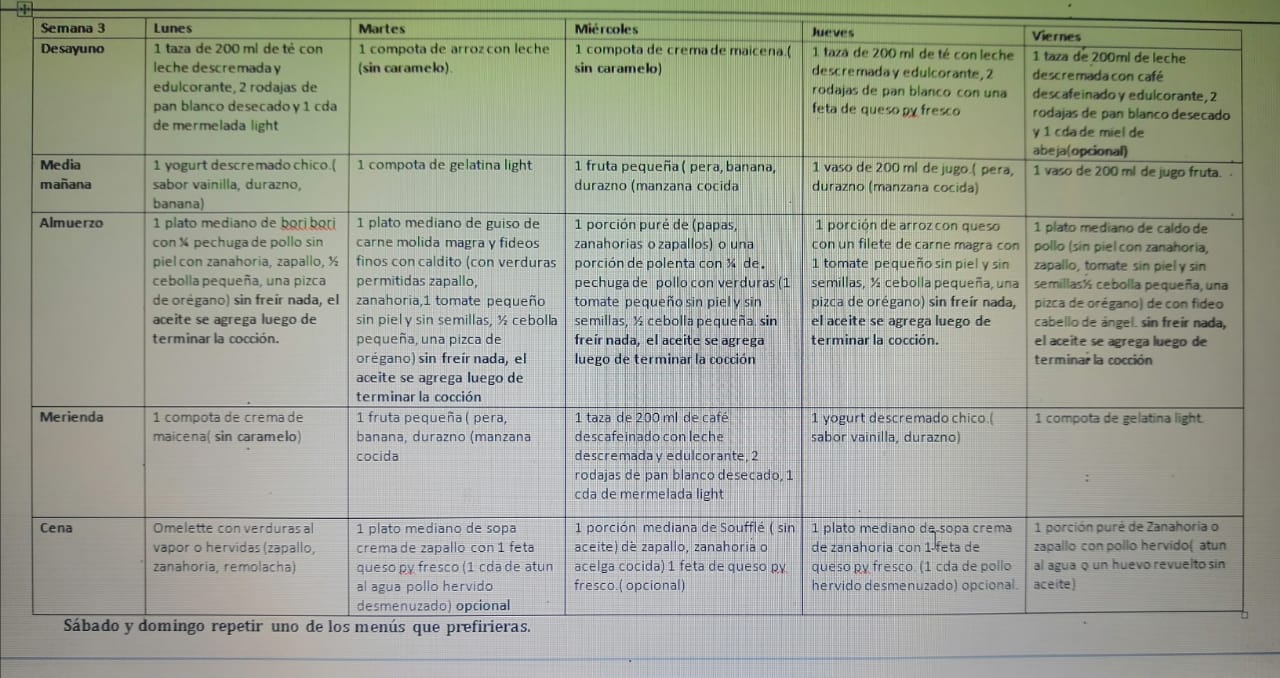 Semana 3
Lunes
Martes
Miércoles
Jueves
Viernes
Desayuno
1 taza de 200 ml de té con
leche descremada y
edulcorante, 2 rodajas de
pan blanco desecado y 1 cda
de mermelada light
1 compota de arroz con leche
(sin caramelo).
1 compota de crema de maicena.(
sin caramelo)
1 taza de 200 ml de té con leche
descremada y edulcorante, 2
rodajas de pan blanco con una
feta de queso py fresco
1 taza de 200ml de leche
descremada con café
descafeinado y edulcorante, 2
rodajas de pan blanco desecado
y 1 cda de miel de
abeja(opcional)
Media
mañana
1 yogurt descremado chico.(
sabor vainilla, durazno,
banana)
1 compota de gelatina light
1 fruta pequeña ( pera, banana,
durazno (manzana cocida
1 vaso de 200 ml de jugo.( pera,
durazno (manzana cocida)
1 vaso de 200 ml de jugo fruta.
Almuerzo
1 plato mediano de bori bori
con ¼ pechuga de pollo sin
piel con zanahoria, zapallo, ½
cebolla pequeña, una pizca
de orégano) sin freír nada, el
aceite se agrega luego de
terminar la cocción.
1 plato mediano de guiso de
carne molida magra y fideos
finos con caldito (con verduras
permitidas zapallo,
zanahoria,1 tomate pequeño
sin piel y sin semillas, ½ cebolla
pequeña, una pizca de
orégano) sin freír nada, el
aceite se agrega luego de
terminar la cocción
1 porción puré de (papas,
zanahorias o zapallos) o una
porción de polenta con ¼ de
pechuga de pollo con verduras (1
tomate pequeño sin piel y sin
semillas, ½ cebolla pequeña. sin
freír nada, el aceite se agrega
luego de terminar la cocción
1 porción de arroz con queso
con un filete de carne magra con
1 tomate pequeño sin piel y sin
semillas, ½ cebolla pequeña, una
pizca de orégano) sin freír nada,
el aceite se agrega luego de
terminar la cocción.
1 plato mediano de caldo de
pollo (sin piel con zanahoria,
zapallo, tomate sin piel y sin
semillas½ cebolla pequeña, una
pizca de orégano) de con fideo
cabello de ángel. sin freír nada,
el aceite se agrega luego de
terminar la cocción
Merienda
1 compota de crema de
maicena( sin caramelo)
1 fruta pequeña ( pera,
banana, durazno (manzana
cocida
1 taza de 200 ml de café
descafeinado con leche
descremada y edulcorante, 2
rodajas de pan blanco desecado, 1
cda de mermelada light
1 yogurt descremado chico.(
sabor vainilla, durazno)
1 compota de gelatina light.
Cena
Omelette con verduras al
vapor o hervidas (zapallo,
zanahoria, remolacha)
1 plato mediano de sopa
crema de zapallo con 1 feta
queso py fresco (1 cda de atun
al agua pollo hervido
desmenuzado) opcional
1 porción mediana de Soufflé ( sin
aceite) de zapallo, zanahoria o
acelga cocida) 1 feta de queso py
fresco.( opcional)
1 plato mediano de sopa crema
de zanahoria con 1 feta de
queso py fresco. (1 cda de pollo
hervido desmenuzado) opcional.
1 porción puré de Zanahoria o
zapallo con pollo hervido( atun
al agua o un huevo revuelto sin
aceite)
Sábado y domingo repetir uno de los menús que prefirieras.